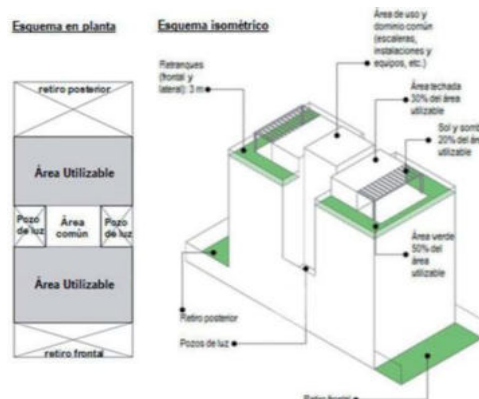 Esquema en planta
retiro posterior
Área Utilizable
Pozo
de luz
Área
común
Pozo
de luz
Área Utilizable
retiro frontal
Esquema isométrico
Retranques
(frontal y
lateral): 3 m
Área de uso y
dominio común
(escaleras,
instalaciones y
equipos, etc.)
Área techada
30% del área
utilizable
Sol y somb
20% del ár
utilizable
Área verde
50% del
área
utilizable
Retiro posterior
Pozos de luz
Retiro frontal